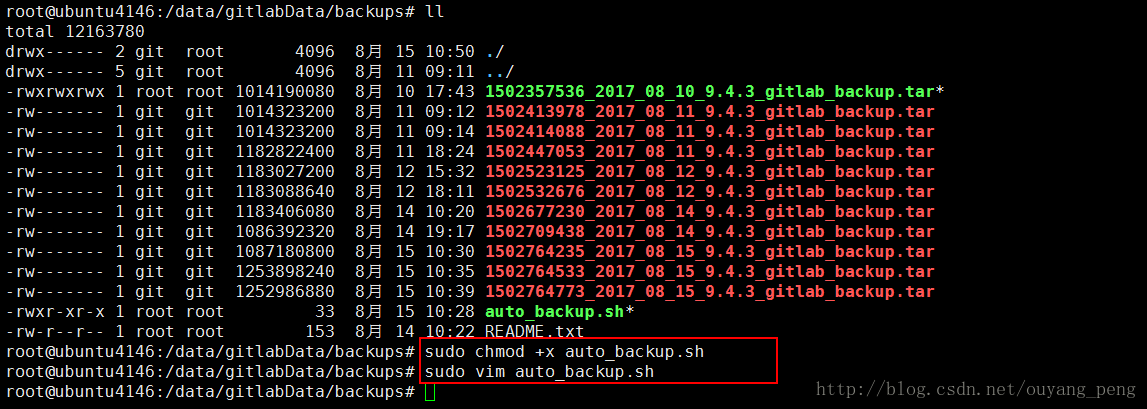 root@ubuntu4146:/data/gitlabData/backups# ll
total 12163780
drwx------ 2 git  root       4096  8月 15 10:50 ./
drwx------ 5 git  root       4096  8月 11 09:11 ../
-rwxrwxrwx 1 root root 1014190080  8月 10 17:43 1502357536_2017_08_10_9.4.3_gitlab_backup.tar*
-rw------- 1 git  git  1014323200  8月 11 09:12 1502413978_2017_08_11_9.4.3_gitlab_backup.tar
-rw------- 1 git  git  1014323200  8月 11 09:14 1502414088_2017_08_11_9.4.3_gitlab_backup.tar
-rw------- 1 git  git  1182822400  8月 11 18:24 1502447053_2017_08_11_9.4.3_gitlab_backup.tar
-rw------- 1 git  git  1183027200  8月 12 15:32 1502523125_2017_08_12_9.4.3_gitlab_backup.tar
-rw------- 1 git  git  1183088640  8月 12 18:11 1502532676_2017_08_12_9.4.3_gitlab_backup.tar
-rw------- 1 git  git  1183406080  8月 14 10:20 1502677230_2017_08_14_9.4.3_gitlab_backup.tar
-rw------- 1 git  git  1086392320  8月 14 19:17 1502709438_2017_08_14_9.4.3_gitlab_backup.tar
-rw------- 1 git  git  1087180800  8月 15 10:30 1502764235_2017_08_15_9.4.3_gitlab_backup.tar
-rw------- 1 git  git  1253898240  8月 15 10:35 1502764533_2017_08_15_9.4.3_gitlab_backup.tar
-rw------- 1 git  git  1252986880  8月 15 10:39 1502764773_2017_08_15_9.4.3_gitlab_backup.tar
-rwxr-xr-x 1 root root         33  8月 15 10:28 auto_backup.sh*
-rw-r--r-- 1 root root        153  8月 14 10:22 README.txt
root@ubuntu4146:/data/gitlabData/backups# sudo chmod +x auto_backup.sh
root@ubuntu4146:/data/gitlabData/backups# sudo vim auto_backup.sh
root@ubuntu4146:/data/gitlabData/backups#
http://blog.csdn.net/ouyang_peng